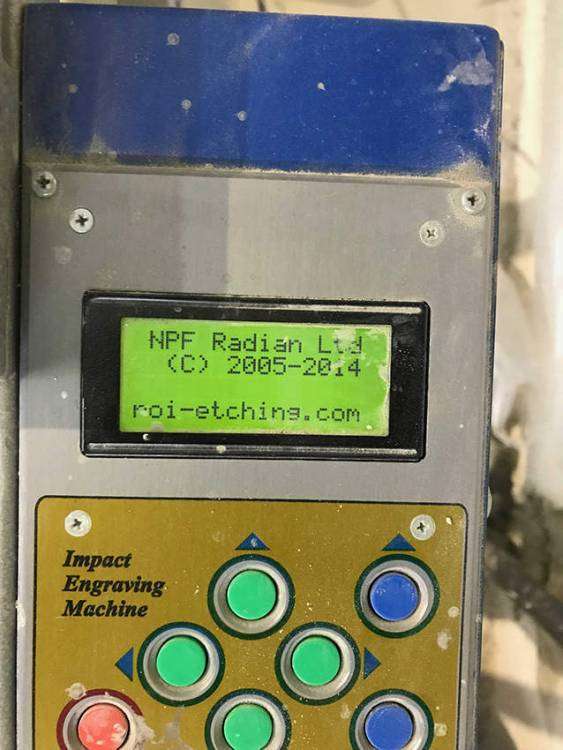 NPF Radian Ltd
(C) 2005-2014
roi-etching.com
Impact
Engraving
Machine